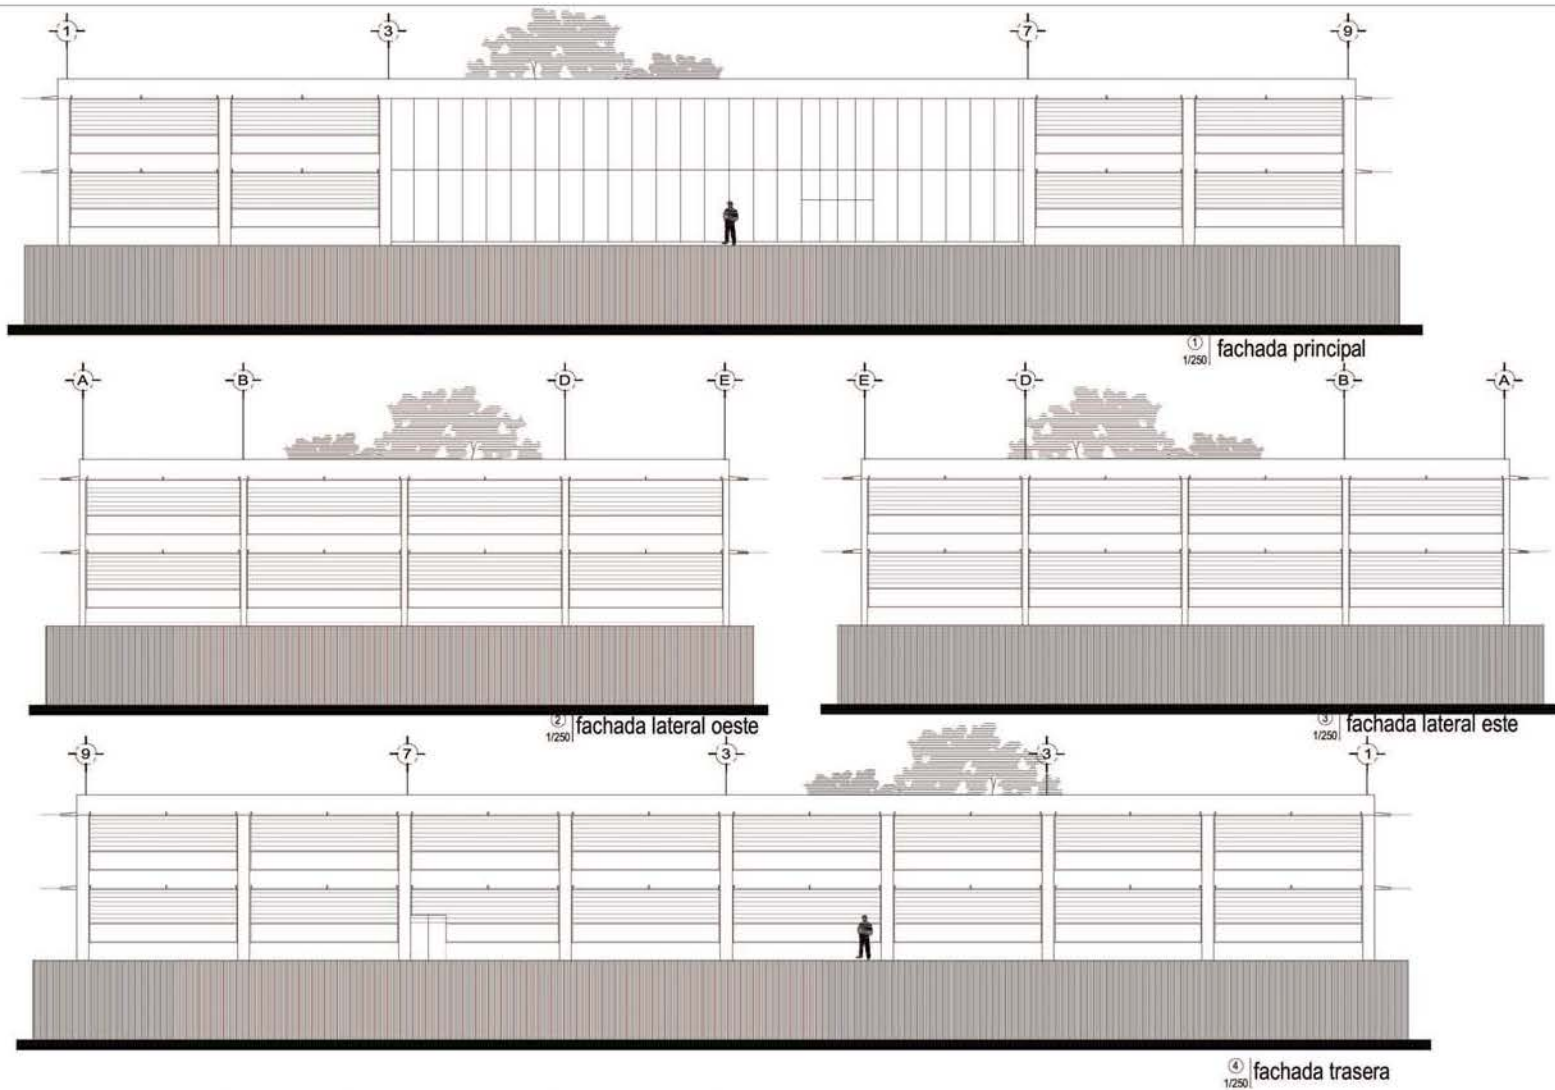 1 3 7 9
1 fachada principal
1/250
A B D E
E D B A
2 fachada lateral oeste
1/250
3 fachada lateral este
1/250
9 7 3 3 1
4 fachada trasera
1/250